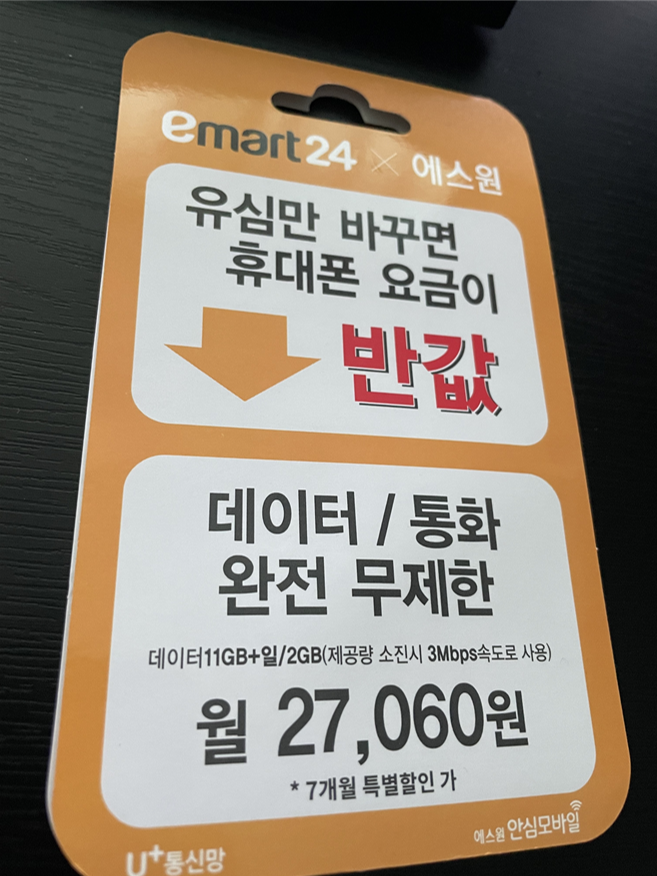 emart24 × 에스원
유심만 바꾸면
휴대폰 요금이
반값
데이터 / 통화
완전 무제한
데이터11GB+일/2GB(제공량 소진시 3Mbps속도로 사용)
월 27,060원
* 7개월 특별할인 가
에스원 안심모바일
U+통신망